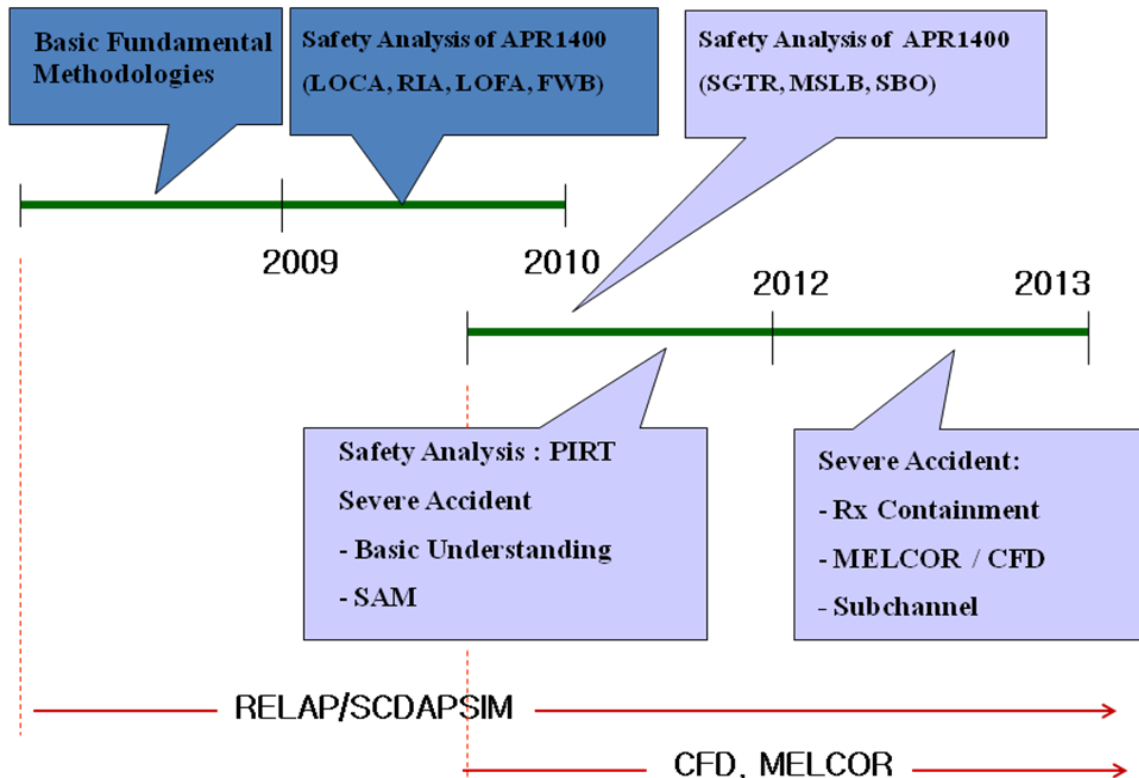 Basic Fundamental
Methodologies
Safety Analysis of APR1400
(LOCA, RIA, LOFA, FWB)
Safety Analysis of APR1400
(SGTR, MSLB, SBO)
2009
2010
2012
2013
Safety Analysis : PIRT
Severe Accident
- Basic Understanding
- SAM
Severe Accident:
- Rx Containment
- MELCOR / CFD
- Subchannel
RELAP/SCDAPSIM
CFD, MELCOR